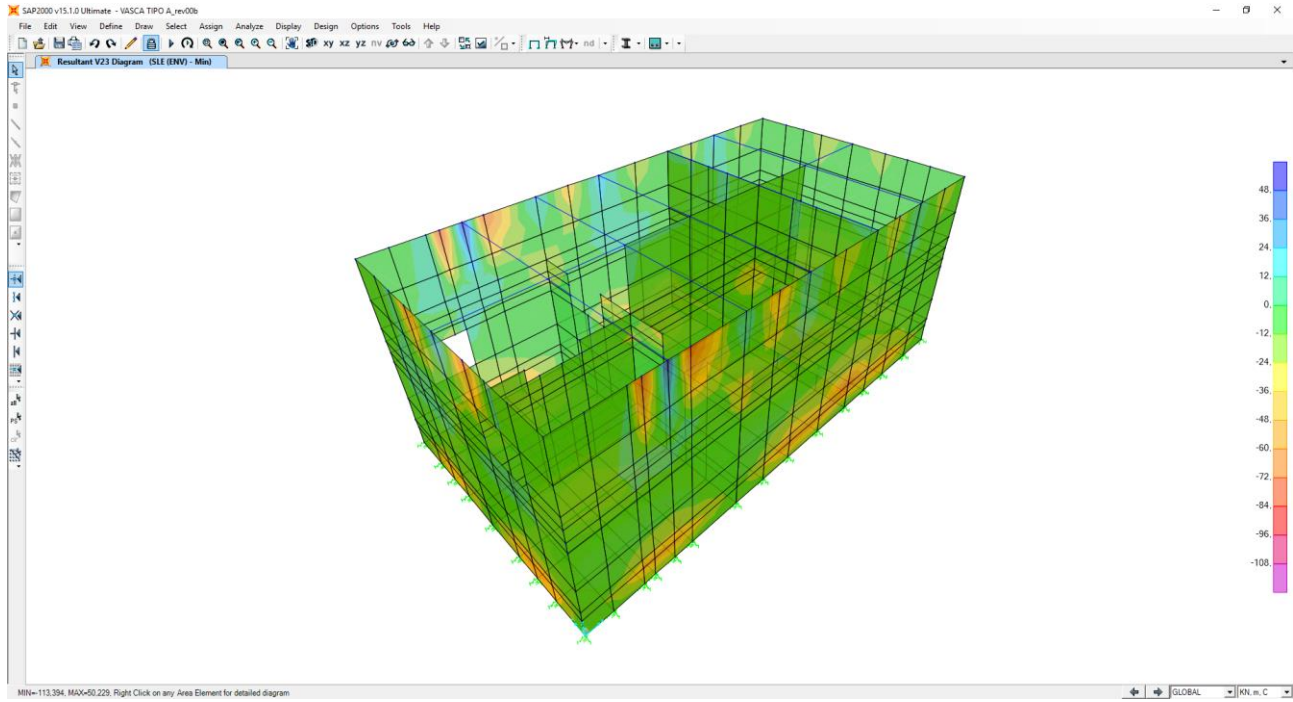 SAP2000 v15.1.0 Ultimate - VASCA TIPO A_rev00b
File Edit View Define Draw Select Assign Analyze Display Design Options Tools Help
xy xz yz nv nd
Resultant V23 Diagram (SLE (ENV) - Min)
48,
36,
24,
12,
0,
-12,
-24,
-36,
-48,
-60,
-72,
-84,
-96,
-108,
MIN=-113.394, MAX=50.229, Right Click on any Area Element for detailed diagram
GLOBAL
KN, m, C